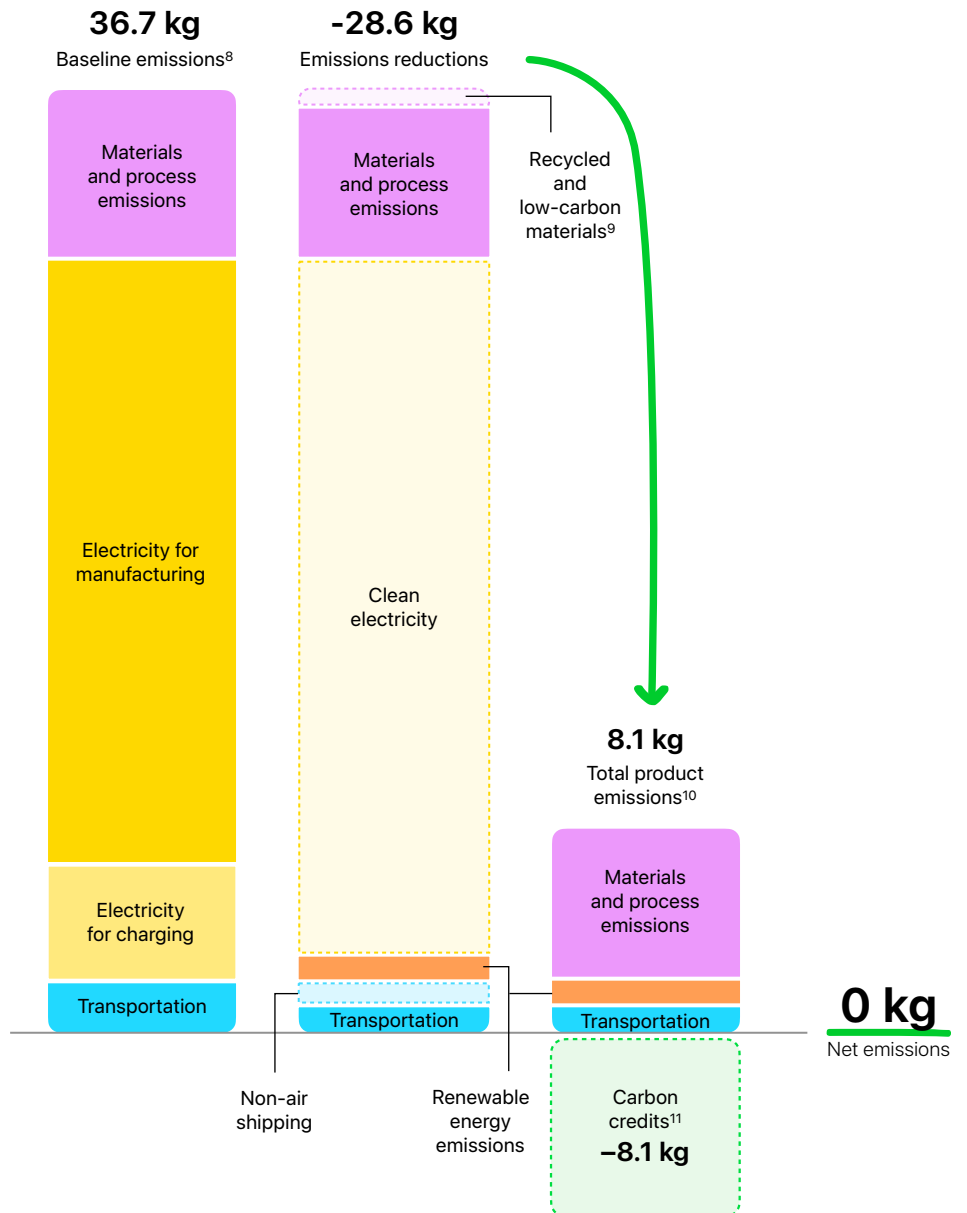 36.7 kg
Baseline emissions⁸
-28.6 kg
Emissions reductions
Materials
and process
emissions
Materials
and process
emissions
Recycled
and
low-carbon
materials⁹
Electricity for
manufacturing
Clean
electricity
8.1 kg
Total product
emissions¹⁰
Materials
and process
emissions
Electricity
for charging
Transportation
Transportation
Transportation
0 kg
Net emissions
Non-air
shipping
Renewable
energy
emissions
Carbon
credits¹¹
–8.1 kg